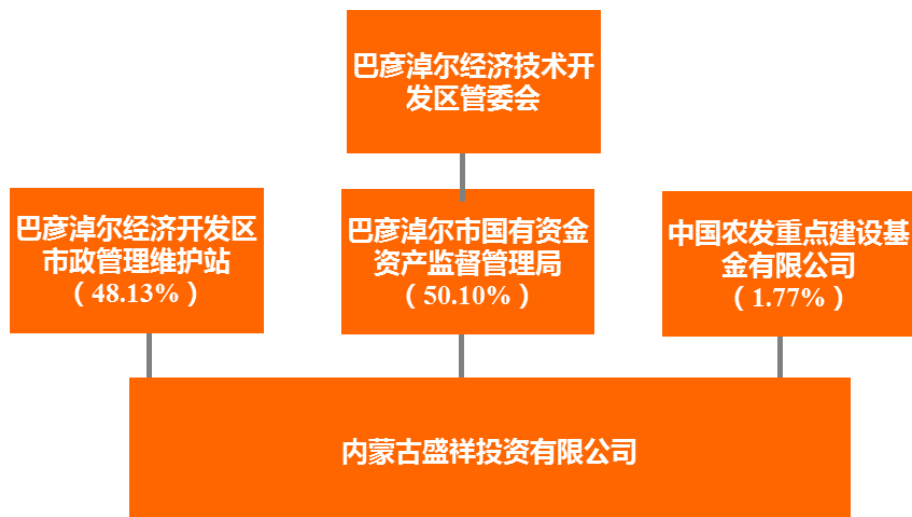 巴彦淖尔经济技术开
发区管委会
巴彦淖尔经济开发区
市政管理维护站
（48.13%）
巴彦淖尔市国有资金
资产监督管理局
（50.10%）
中国农发重点建设基
金有限公司
（1.77%）
内蒙古盛祥投资有限公司